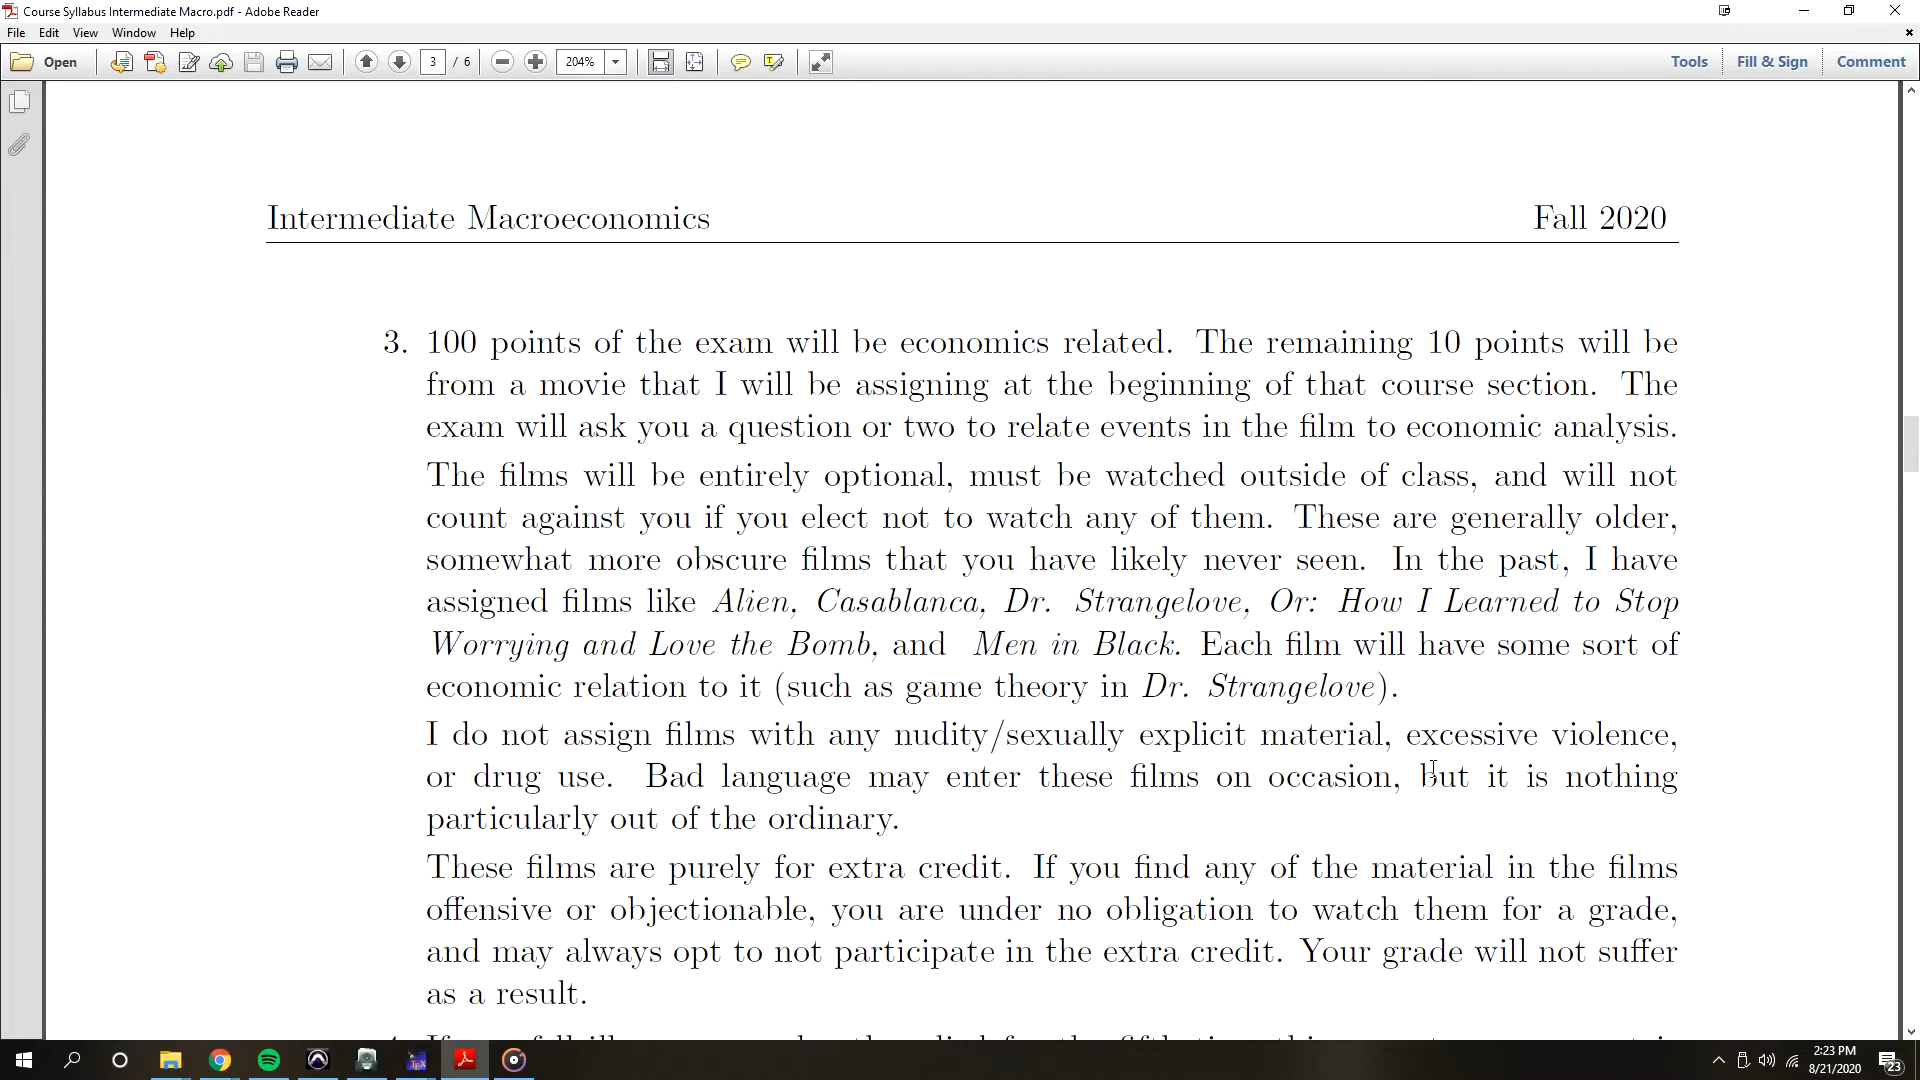 Course Syllabus Intermediate Macro.pdf - Adobe Reader
File Edit View Window Help
Open 3 / 6 204% Tools Fill & Sign Comment
Intermediate Macroeconomics Fall 2020
3. 100 points of the exam will be economics related. The remaining 10 points will be
from a movie that I will be assigning at the beginning of that course section. The
exam will ask you a question or two to relate events in the film to economic analysis.
The films will be entirely optional, must be watched outside of class, and will not
count against you if you elect not to watch any of them. These are generally older,
somewhat more obscure films that you have likely never seen. In the past, I have
assigned films like Alien, Casablanca, Dr. Strangelove, Or: How I Learned to Stop
Worrying and Love the Bomb, and Men in Black. Each film will have some sort of
economic relation to it (such as game theory in Dr. Strangelove).
I do not assign films with any nudity/sexually explicit material, excessive violence,
or drug use. Bad language may enter these films on occasion, but it is nothing
particularly out of the ordinary.
These films are purely for extra credit. If you find any of the material in the films
offensive or objectionable, you are under no obligation to watch them for a grade,
and may always opt to not participate in the extra credit. Your grade will not suffer
as a result.
2:23 PM
8/21/2020
23